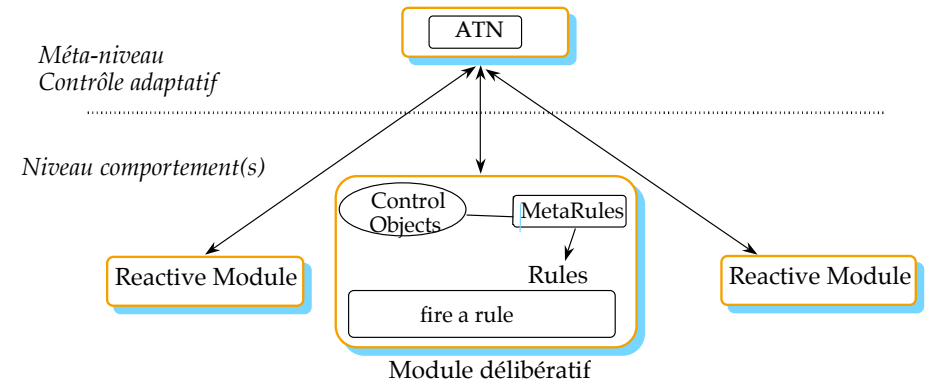 ATN
Méta-niveau
Contrôle adaptatif
Niveau comportement(s)
Control
Objects
MetaRules
Reactive Module
Rules
Reactive Module
fire a rule
Module délibératif